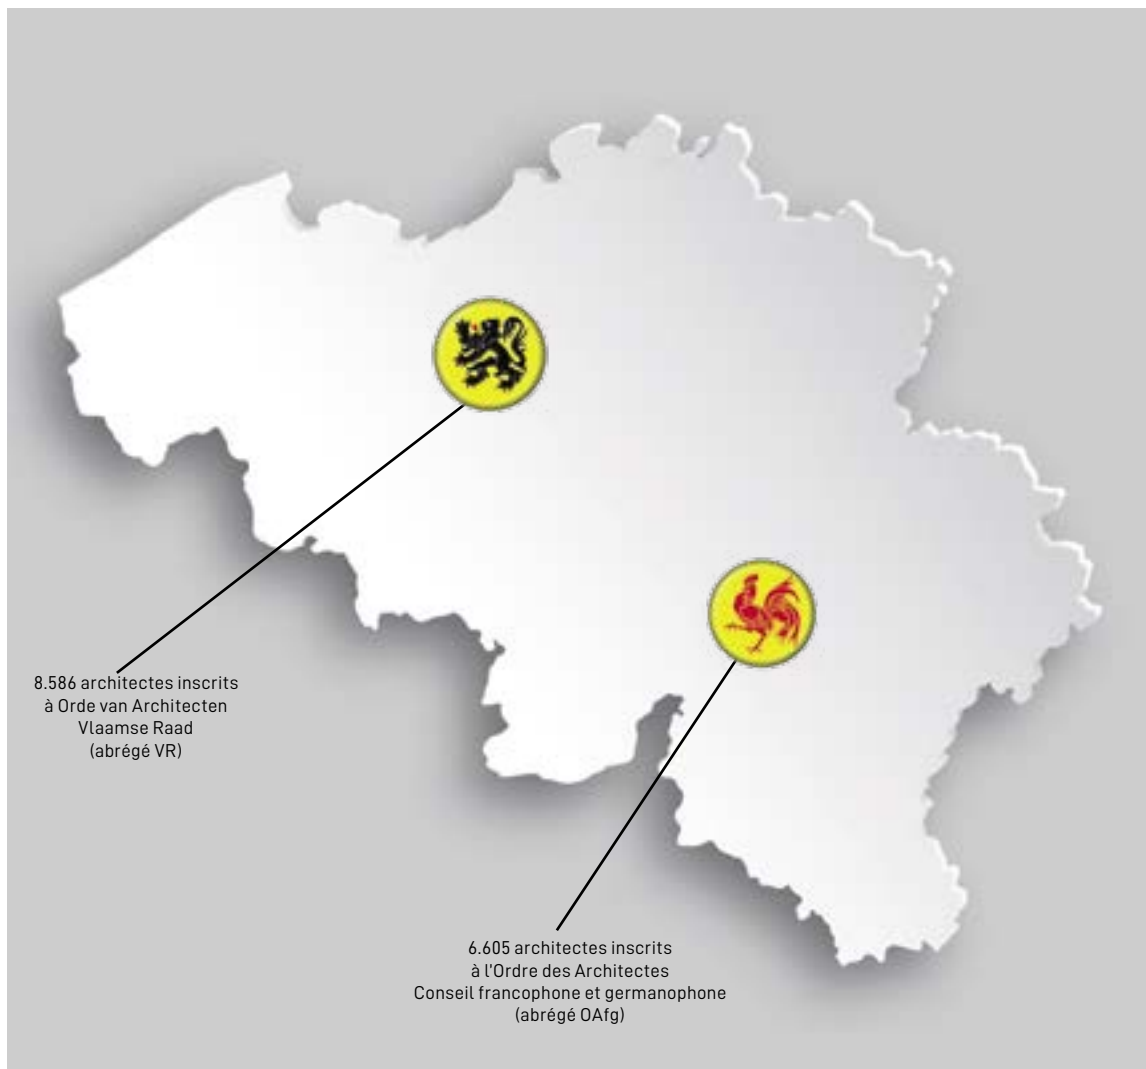 8.586 architectes inscrits
à Orde van Architecten
Vlaamse Raad
(abrégé VR)
6.605 architectes inscrits
à l'Ordre des Architectes
Conseil francophone et germanophone
(abrégé OAfg)